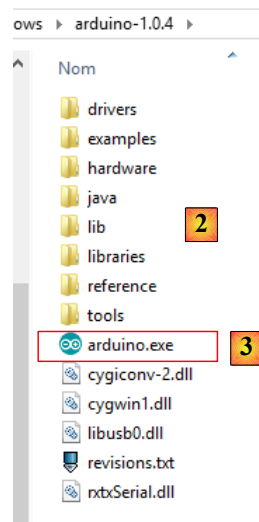 ows ▸ arduino-1.0.4 ▸
Nom
drivers
examples
hardware
java
lib
2
libraries
reference
tools
arduino.exe
3
cygiconv-2.dll
cygwin1.dll
libusb0.dll
revisions.txt
rxtxSerial.dll